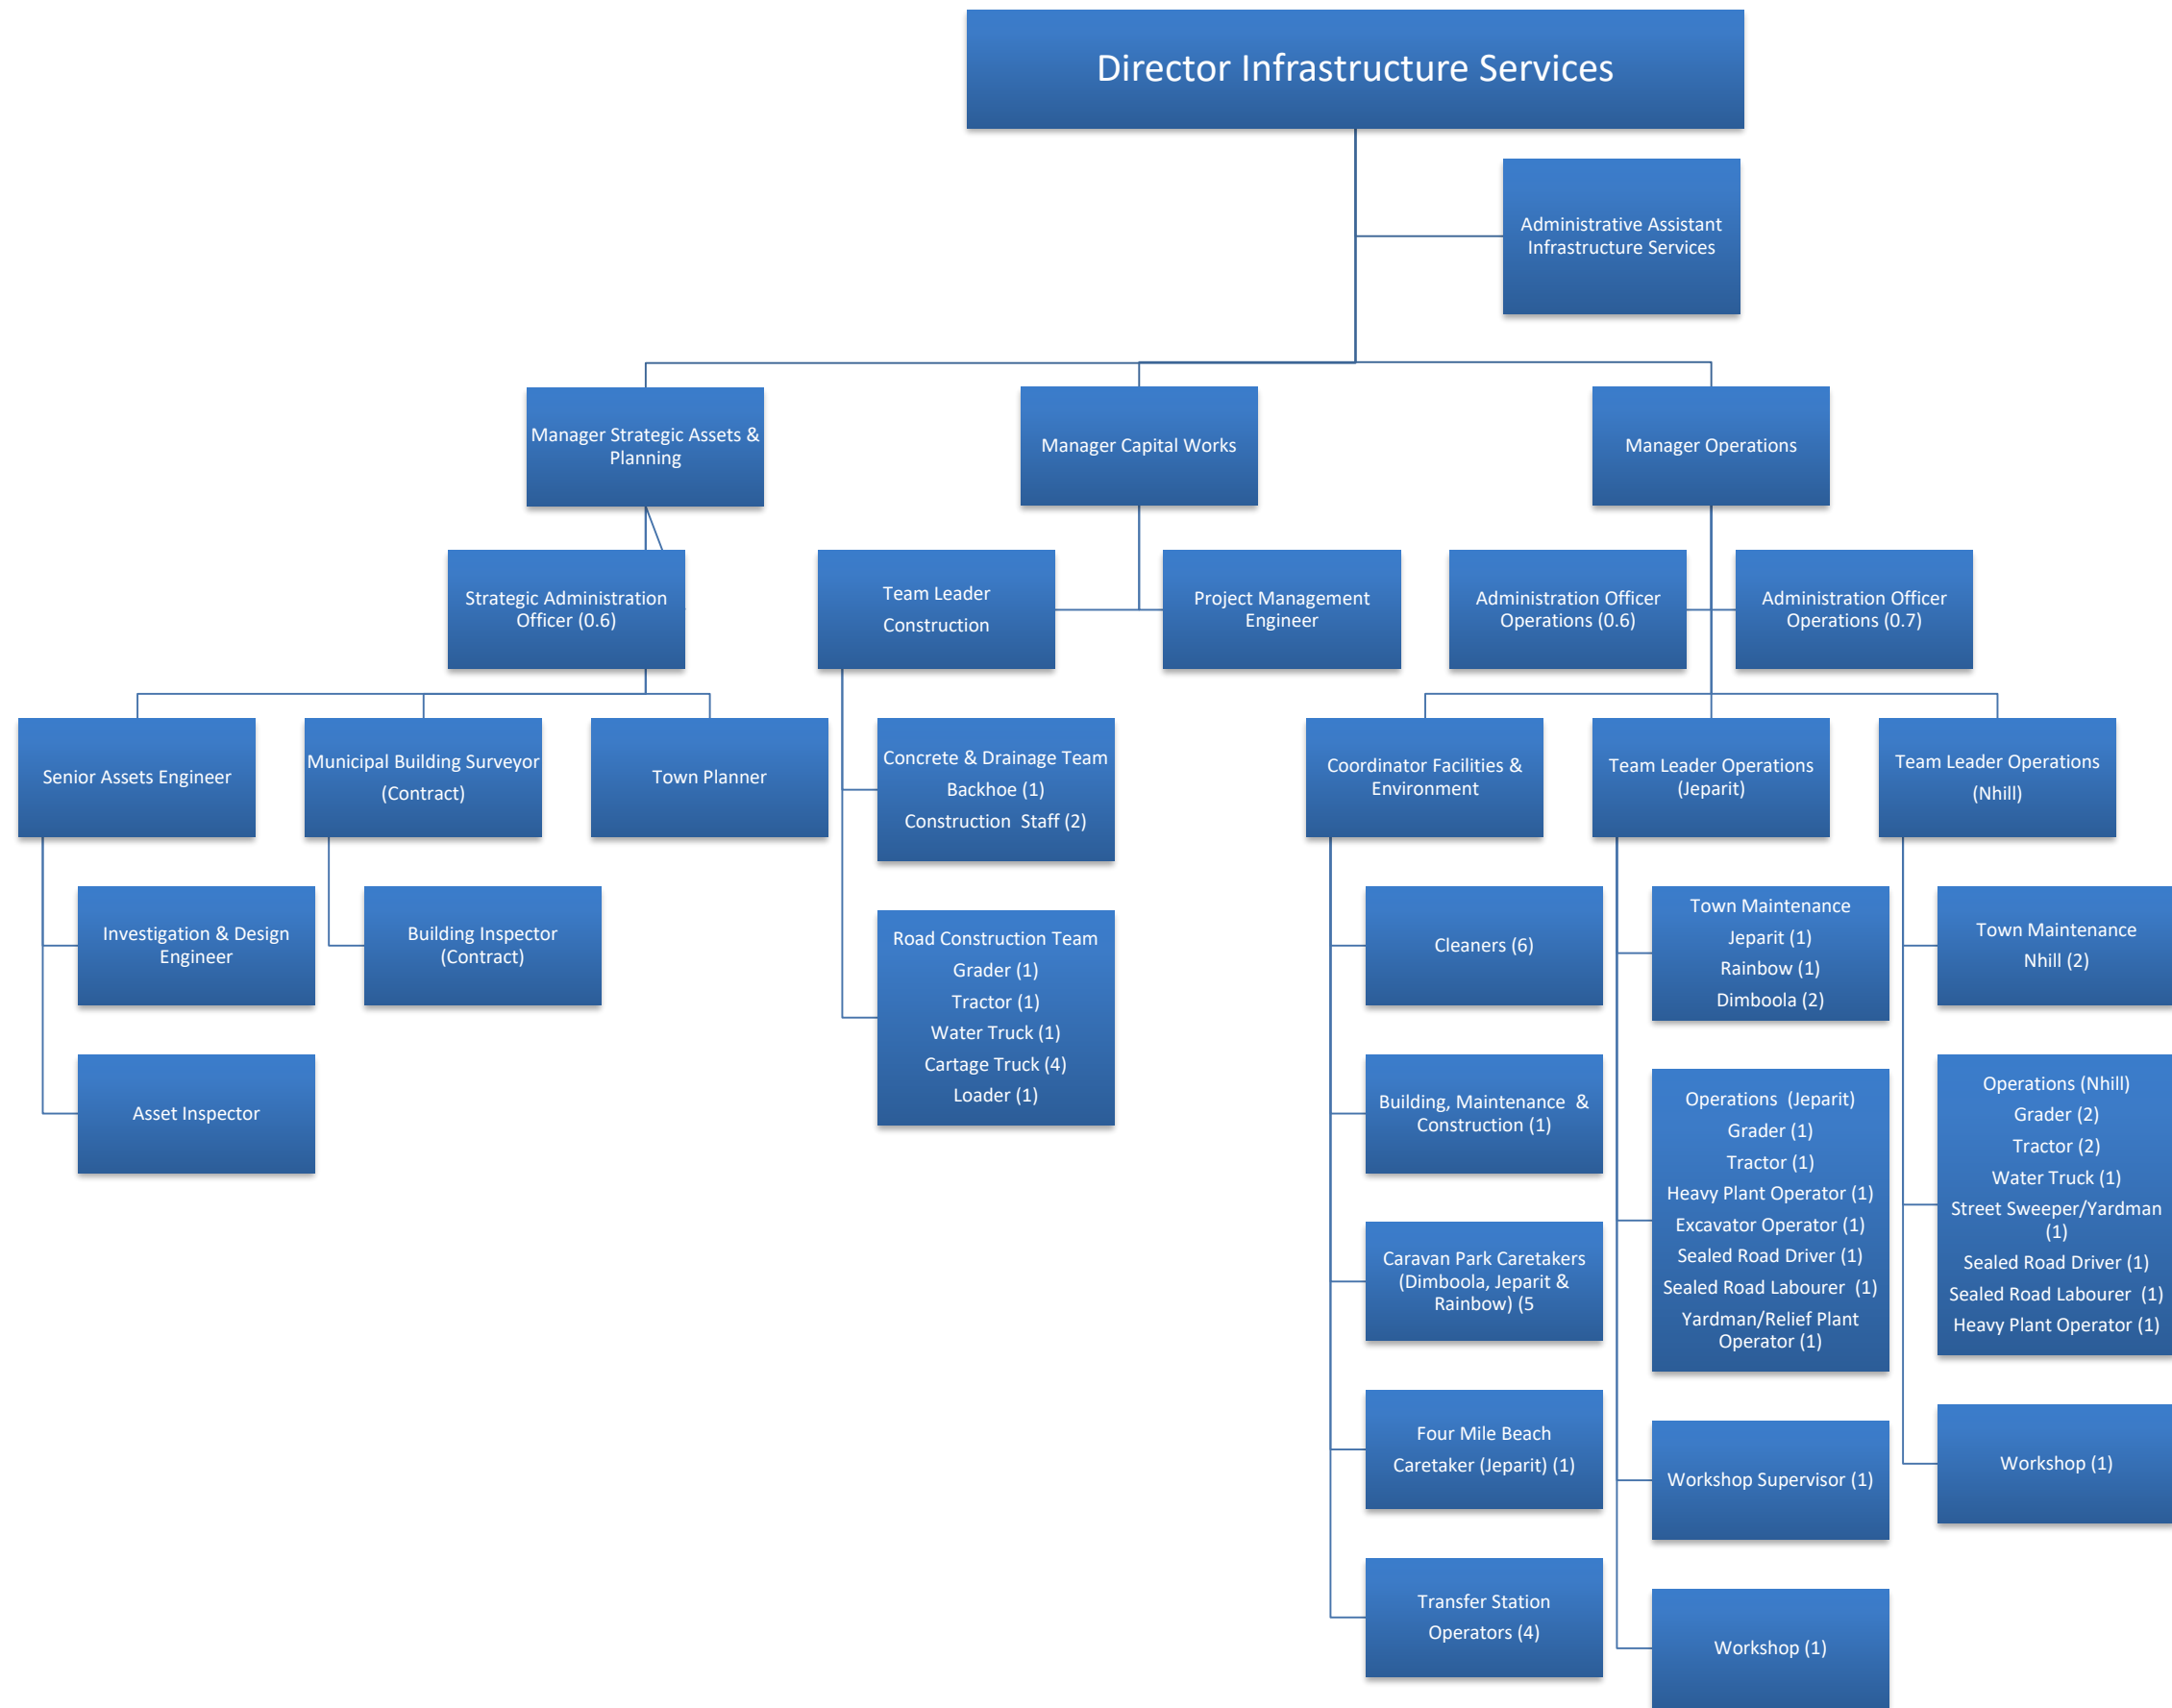 Director Infrastructure Services
Administrative Assistant
Infrastructure Services
Manager Strategic Assets &
Planning
Manager Capital Works
Manager Operations
Strategic Administration
Officer (0.6)
Team Leader
Construction
Project Management
Engineer
Administration Officer
Operations (0.6)
Administration Officer
Operations (0.7)
Senior Assets Engineer
Municipal Building Surveyor
(Contract)
Town Planner
Concrete & Drainage Team
Backhoe (1)
Construction  Staff (2)
Coordinator Facilities &
Environment
Team Leader Operations
(Jeparit)
Team Leader Operations
(Nhill)
Investigation & Design
Engineer
Building Inspector
(Contract)
Road Construction Team
Grader (1)
Tractor (1)
Water Truck (1)
Cartage Truck (4)
Loader (1)
Cleaners (6)
Town Maintenance
Jeparit (1)
Rainbow (1)
Dimboola (2)
Town Maintenance
Nhill (2)
Asset Inspector
Building, Maintenance  &
Construction (1)
Operations  (Jeparit)
Grader (1)
Tractor (1)
Heavy Plant Operator (1)
Excavator Operator (1)
Sealed Road Driver (1)
Sealed Road Labourer  (1)
Yardman/Relief Plant
Operator (1)
Operations (Nhill)
Grader (2)
Tractor (2)
Water Truck (1)
Street Sweeper/Yardman
(1)
Sealed Road Driver (1)
Sealed Road Labourer  (1)
Heavy Plant Operator (1)
Caravan Park Caretakers
(Dimboola, Jeparit &
Rainbow) (5
Four Mile Beach
Caretaker (Jeparit) (1)
Workshop Supervisor (1)
Workshop (1)
Transfer Station
Operators (4)
Workshop (1)